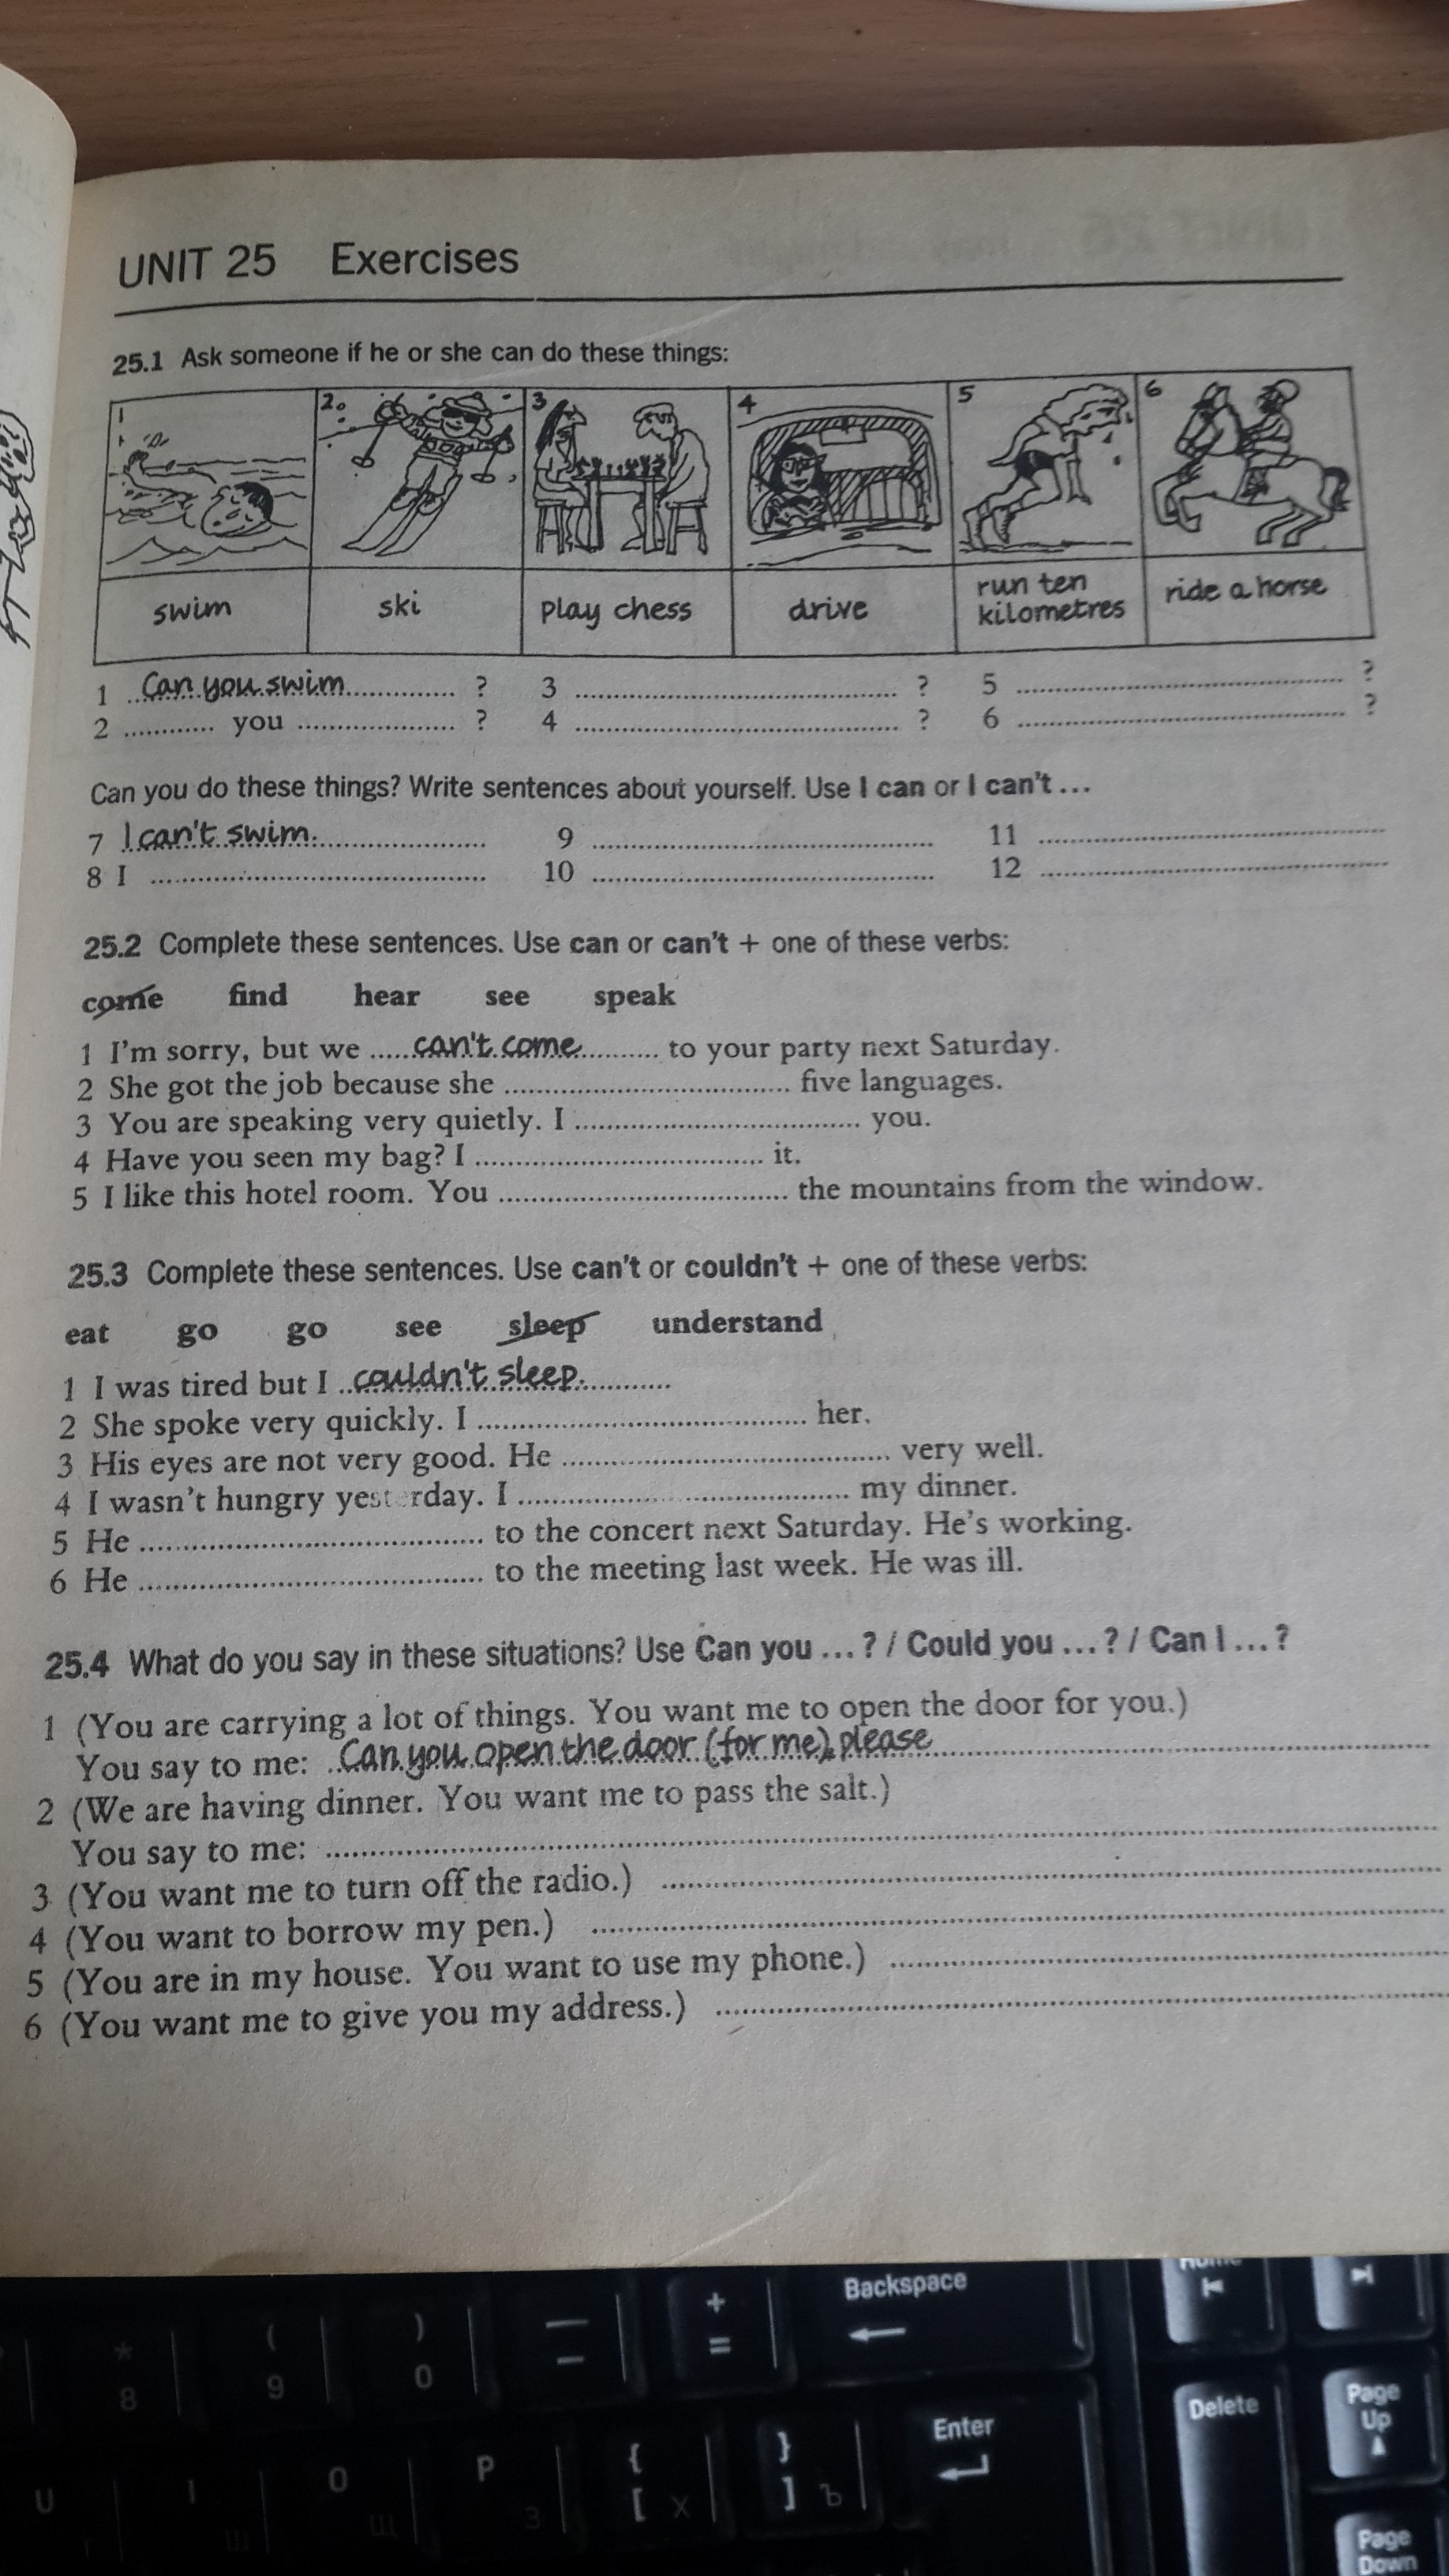 UNIT 25 Exercises
25.1 Ask someone if he or she can do these things:
1 2 3 4 5 6
swim ski play chess drive run ten kilometres ride a horse
1 Can you swim ? 3 ............ ? 5 ............ ?
2 ............ you ............ ? 4 ............ ? 6 ............ ?
Can you do these things? Write sentences about yourself. Use I can or I can't ...
7 I can't swim. 9 ............ 11 ............
8 I ............ 10 ............ 12 ............
25.2 Complete these sentences. Use can or can't + one of these verbs:
come find hear see speak
1 I'm sorry, but we ...... can't come ...... to your party next Saturday.
2 She got the job because she ............ five languages.
3 You are speaking very quietly. I ............ you.
4 Have you seen my bag? I ............ it.
5 I like this hotel room. You ............ the mountains from the window.
25.3 Complete these sentences. Use can't or couldn't + one of these verbs:
eat go go see sleep understand
1 I was tired but I ... couldn't sleep. ......
2 She spoke very quickly. I ............ her.
3 His eyes are not very good. He ............ very well.
4 I wasn't hungry yesterday. I ............ my dinner.
5 He ............ to the concert next Saturday. He's working.
6 He ............ to the meeting last week. He was ill.
25.4 What do you say in these situations? Use Can you ... ? / Could you ... ? / Can I ... ?
1 (You are carrying a lot of things. You want me to open the door for you.)
You say to me: Can you open the door (for me), please ............
2 (We are having dinner. You want me to pass the salt.)
You say to me: ............
3 (You want me to turn off the radio.) ............
4 (You want to borrow my pen.) ............
5 (You are in my house. You want to use my phone.) ............
6 (You want me to give you my address.) ............
Home
Backspace
+
=
*
8
(
9
)
0
Delete
Page Up
Enter
U I O P { [ Х } ] Ъ
З
Page Down